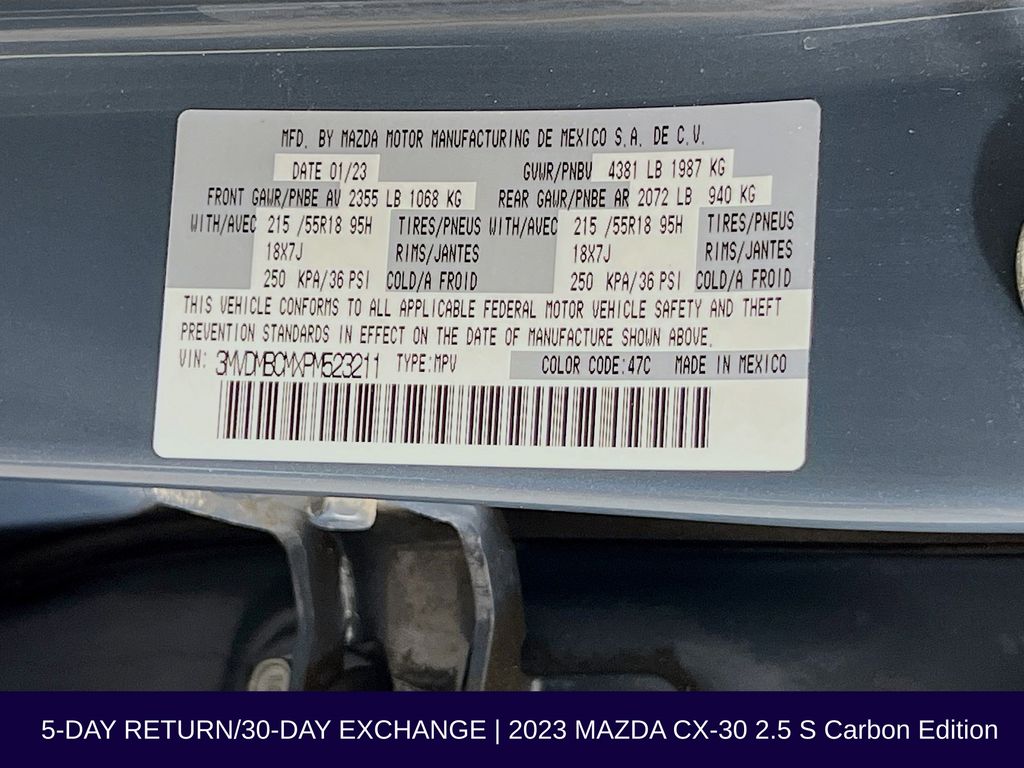 MFD. BY MAZDA MOTOR MANUFACTURING DE MEXICO S.A. DE C.V.
DATE 01/23 GVWR/PNBV 4381 LB 1987 KG
FRONT GAWR/PNBE AV 2355 LB 1068 KG REAR GAWR/PNBE AR 2072 LB 940 KG
WITH/AVEC 215 /55R18 95H TIRES/PNEUS WITH/AVEC 215 /55R18 95H TIRES/PNEUS
18X7J RIMS/JANTES 18X7J RIMS/JANTES
250 KPA/36 PSI COLD/A FROID 250 KPA/36 PSI COLD/A FROID
THIS VEHICLE CONFORMS TO ALL APPLICABLE FEDERAL MOTOR VEHICLE SAFETY AND THEFT
PREVENTION STANDARDS IN EFFECT ON THE DATE OF MANUFACTURE SHOWN ABOVE.
VIN: 3MVDMBCMXPM523211 TYPE:MPV COLOR CODE:47C MADE IN MEXICO
5-DAY RETURN/30-DAY EXCHANGE | 2023 MAZDA CX-30 2.5 S Carbon Edition